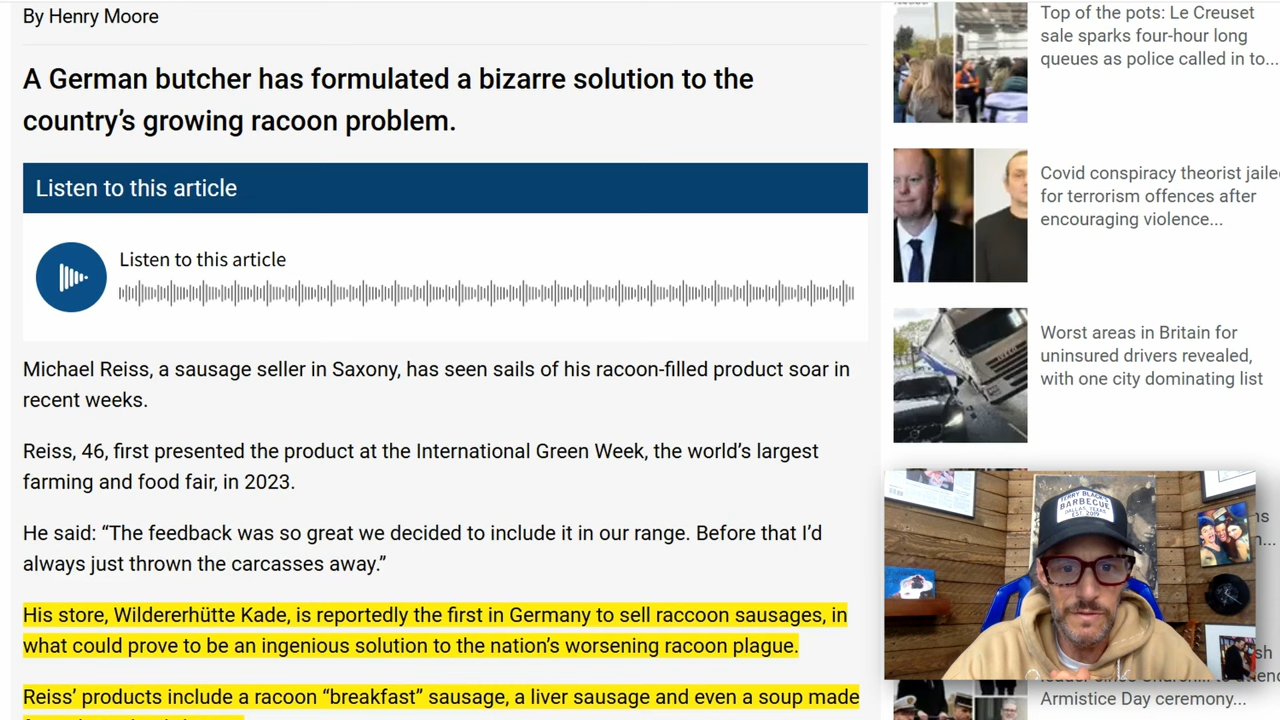 By Henry Moore
A German butcher has formulated a bizarre solution to the
country’s growing racoon problem.
Listen to this article
Listen to this article
Michael Reiss, a sausage seller in Saxony, has seen sails of his racoon-filled product soar in
recent weeks.
Reiss, 46, first presented the product at the International Green Week, the world’s largest
farming and food fair, in 2023.
He said: “The feedback was so great we decided to include it in our range. Before that I’d
always just thrown the carcasses away.”
His store, Wildererhütte Kade, is reportedly the first in Germany to sell raccoon sausages, in
what could prove to be an ingenious solution to the nation’s worsening racoon plague.
Reiss’ products include a racoon “breakfast” sausage, a liver sausage and even a soup made
Top of the pots: Le Creuset
sale sparks four-hour long
queues as police called in to...
Covid conspiracy theorist jaile
for terrorism offences after
encouraging violence...
Worst areas in Britain for
uninsured drivers revealed,
with one city dominating list
TERRY BLACK'S
BARBECUE
DALLAS, TEXAS
EST. 2019
Armistice Day ceremony...